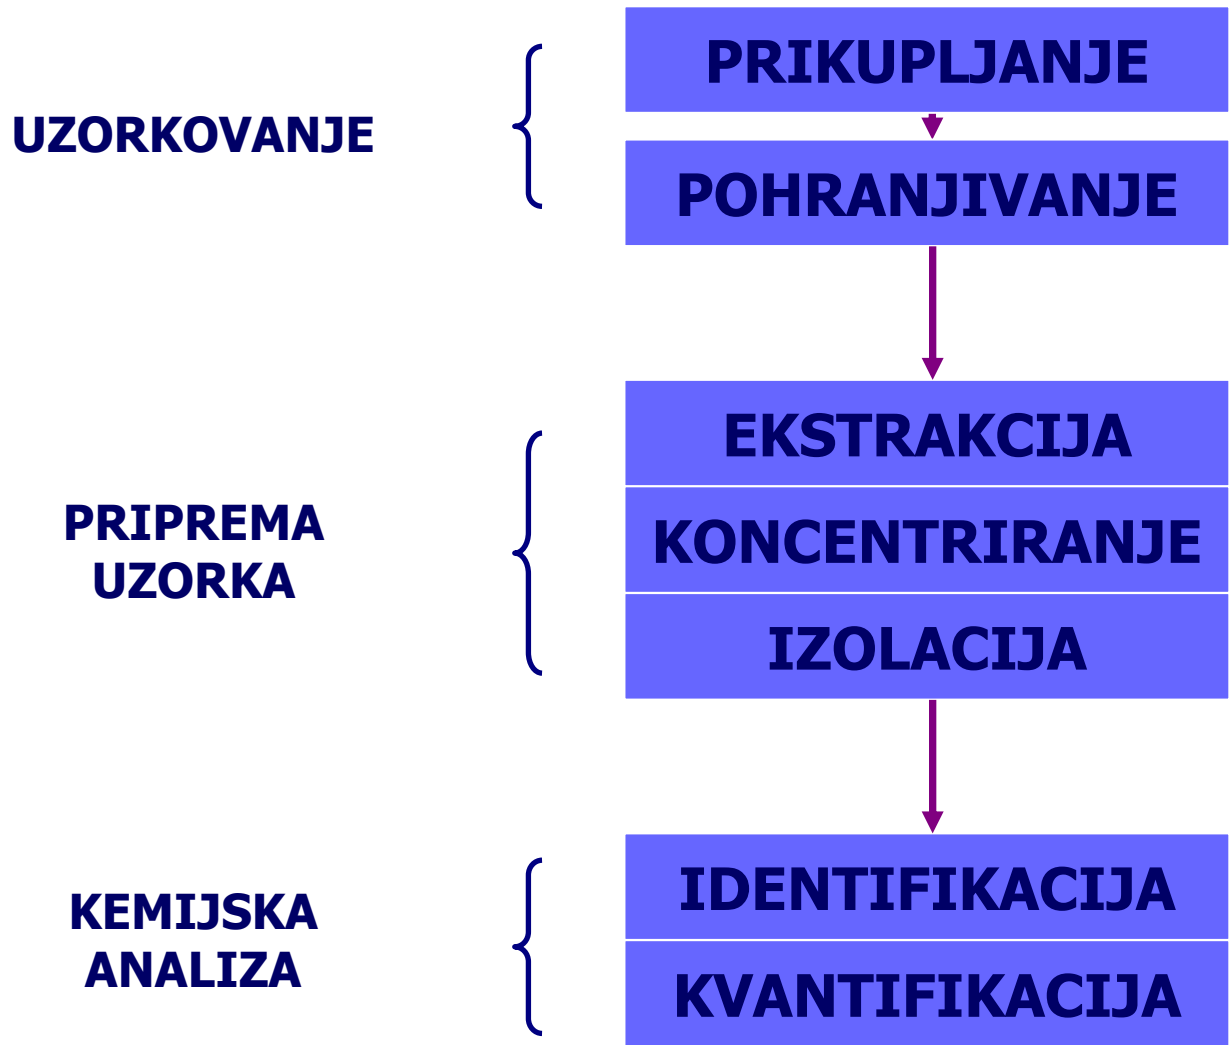 UZORKOVANJE
PRIKUPLJANJE
POHRANJIVANJE
PRIPREMA
UZORKA
EKSTRAKCIJA
KONCENTRIRANJE
IZOLACIJA
KEMIJSKA
ANALIZA
IDENTIFIKACIJA
KVANTIFIKACIJA